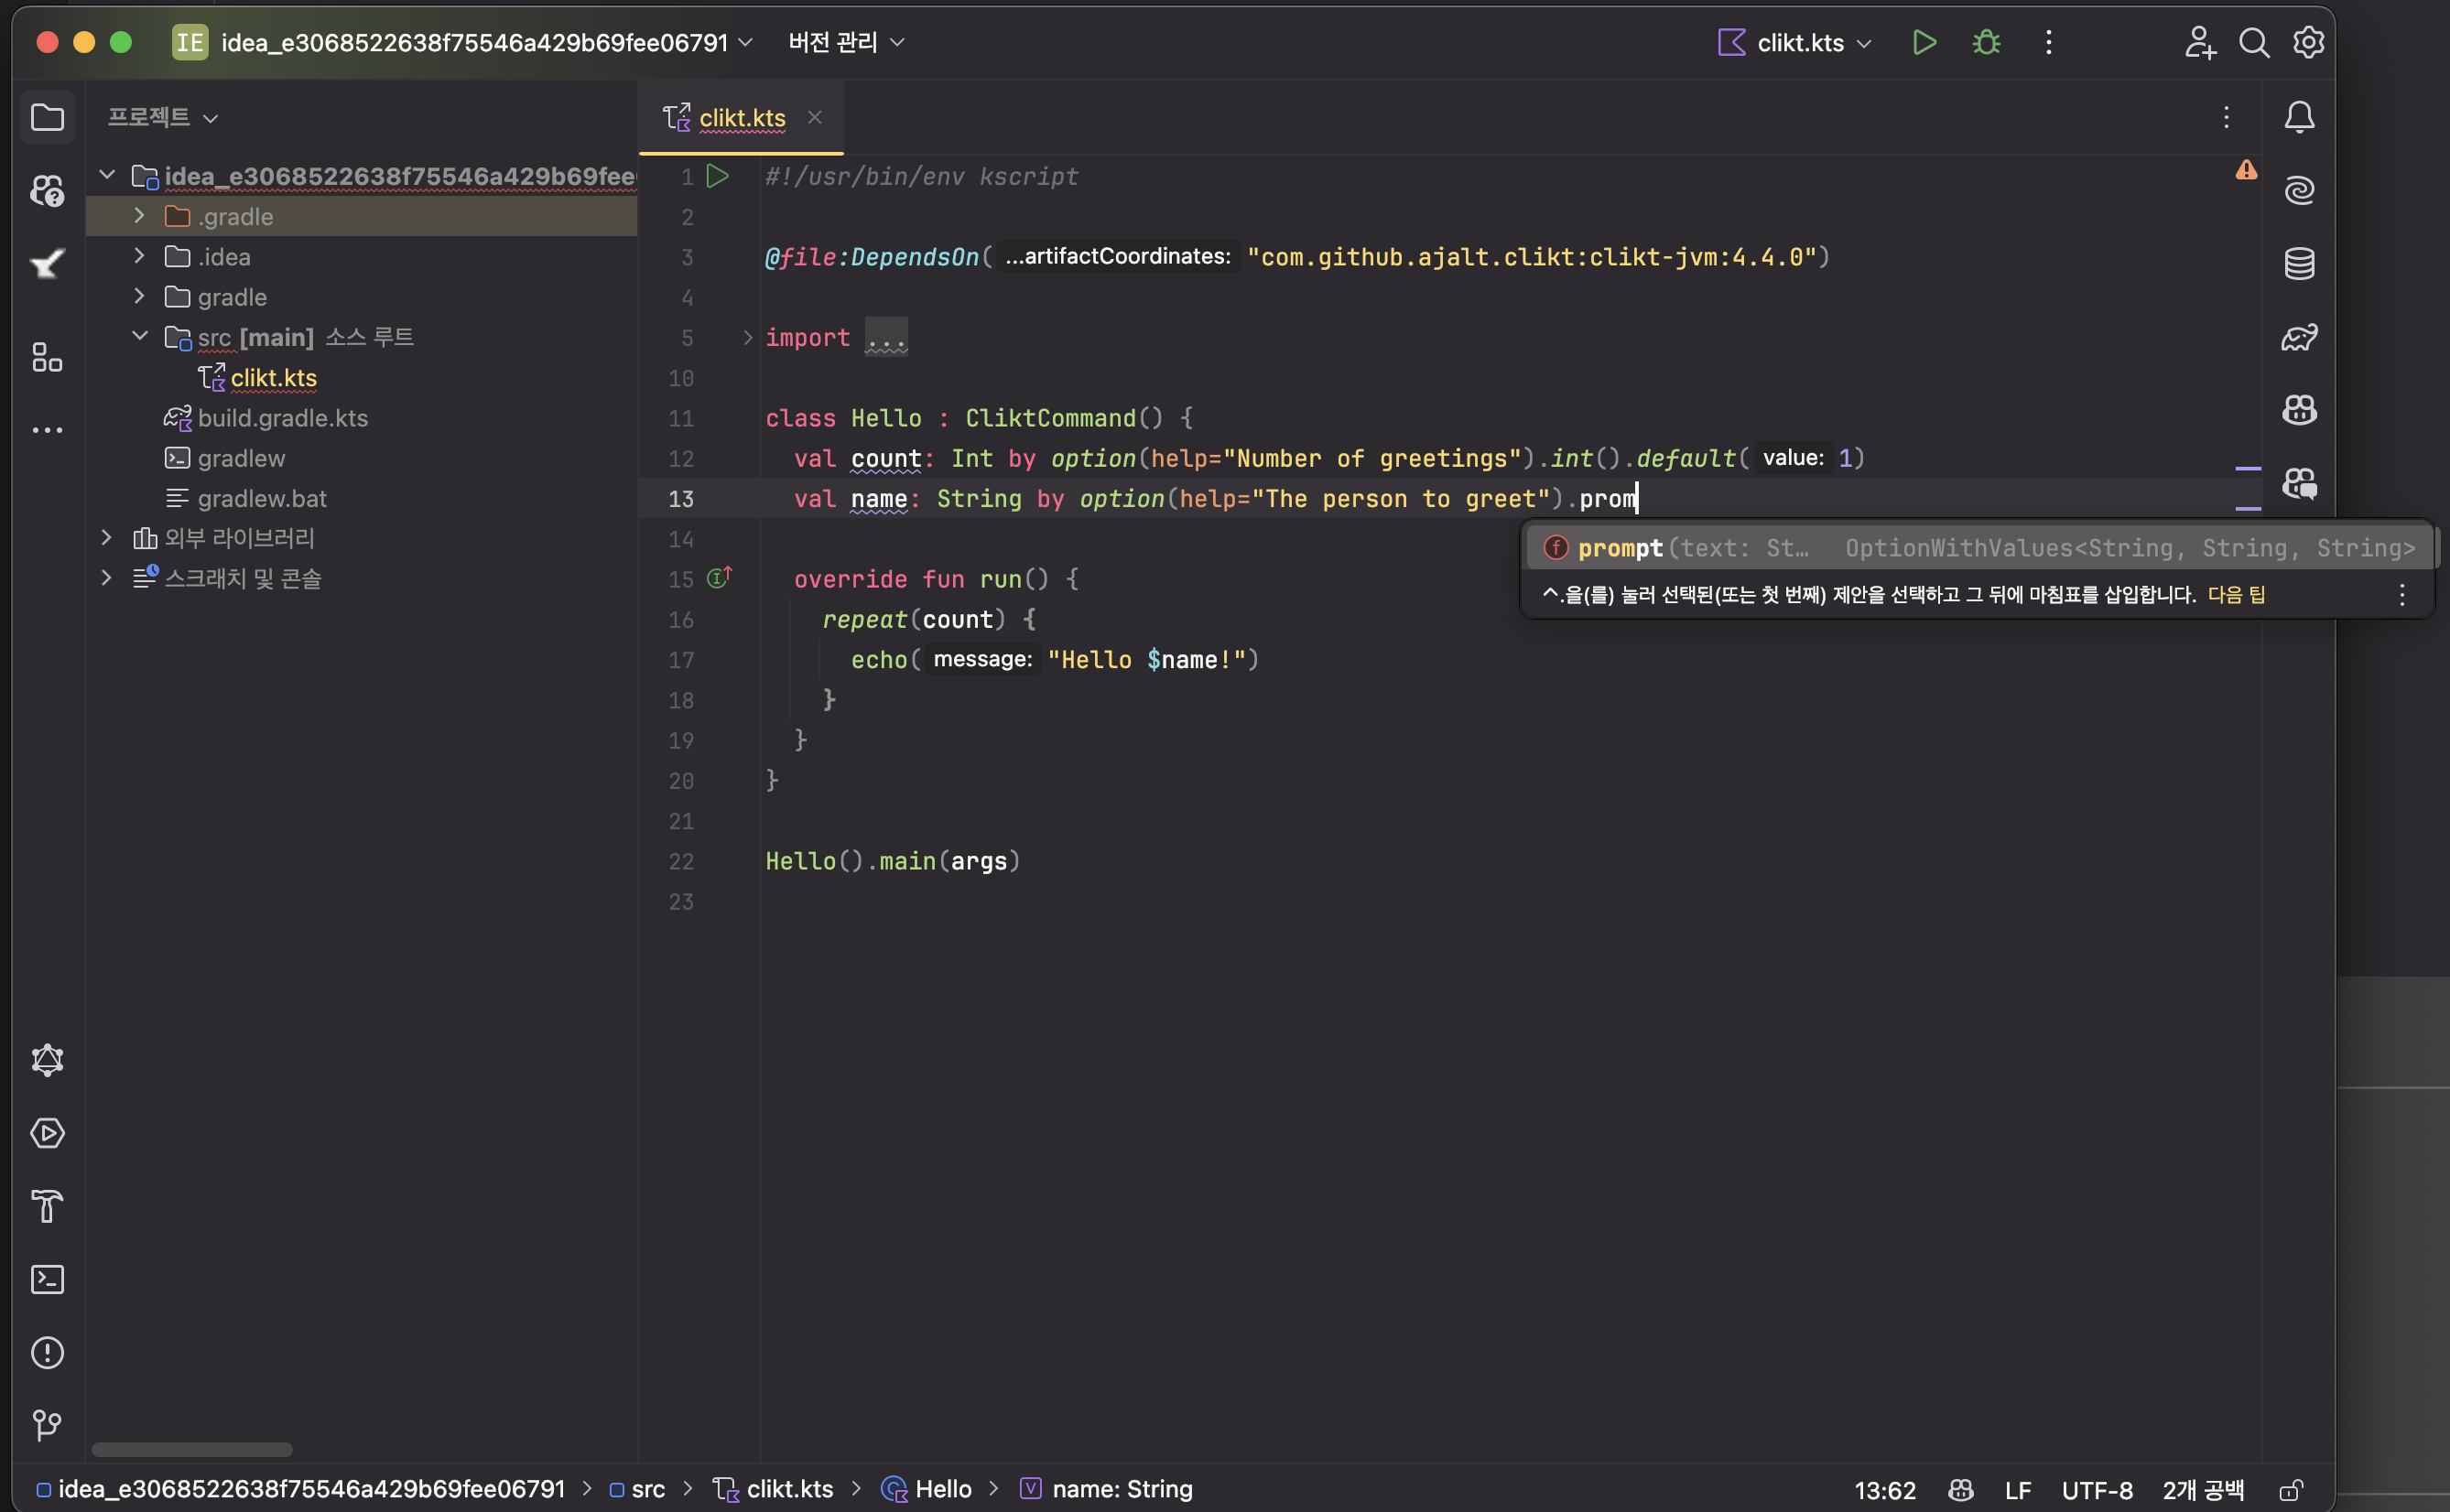 IE idea_e3068522638f75546a429b69fee06791 버전 관리 clikt.kts
프로젝트
idea_e3068522638f75546a429b69fee
.gradle
.idea
gradle
src [main] 소스 루트
clikt.kts
build.gradle.kts
gradlew
gradlew.bat
외부 라이브러리
스크래치 및 콘솔
clikt.kts
1 #!/usr/bin/env kscript
2
3 @file:DependsOn( ...artifactCoordinates: "com.github.ajalt.clikt:clikt-jvm:4.4.0")
4
5 import ...
10
11 class Hello : CliktCommand() {
12 val count: Int by option(help="Number of greetings").int().default( value: 1)
13 val name: String by option(help="The person to greet").prom
14
15 override fun run() {
16 repeat(count) {
17 echo( message: "Hello $name!")
18 }
19 }
20 }
21
22 Hello().main(args)
23
prompt(text: St... OptionWithValues<String, String, String>
^.을(를) 눌러 선택된(또는 첫 번째) 제안을 선택하고 그 뒤에 마침표를 삽입합니다. 다음 팁
idea_e3068522638f75546a429b69fee06791 > src > clikt.kts > Hello > name: String 13:62 LF UTF-8 2개 공백